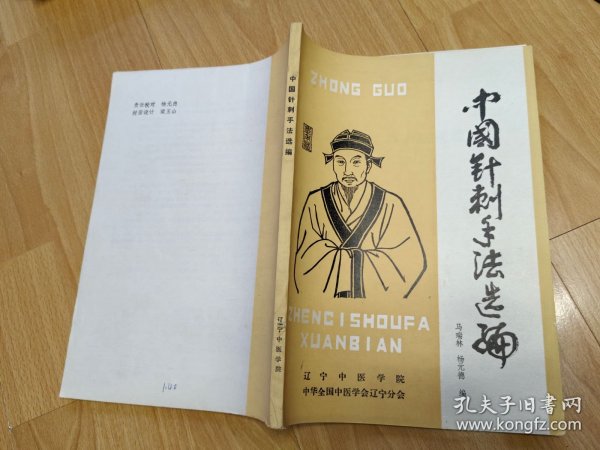 责任校对 杨元德
封面设计 梁玉山
1.40
中国针刺手法选编
辽宁中医学院
ZHONG GUO
中国针刺手法选编
马瑞林 杨元德
ZHENCISHOUFA
XUANBIAN
辽宁中医学院
中华全国中医学会辽宁分会
孔夫子旧书网
www.kongfz.com